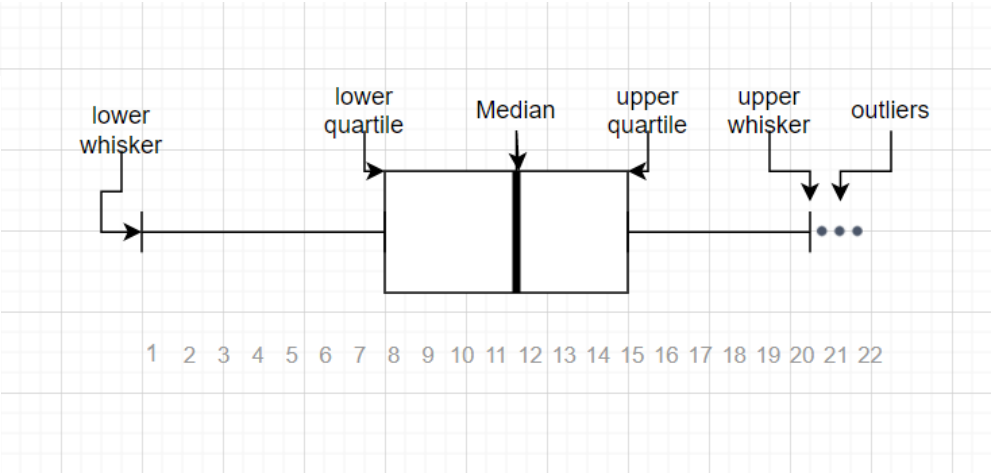 lower
whisker
lower
quartile
Median
upper
quartile
upper
whisker
outliers
1 2 3 4 5 6 7 8 9 10 11 12 13 14 15 16 17 18 19 20 21 22